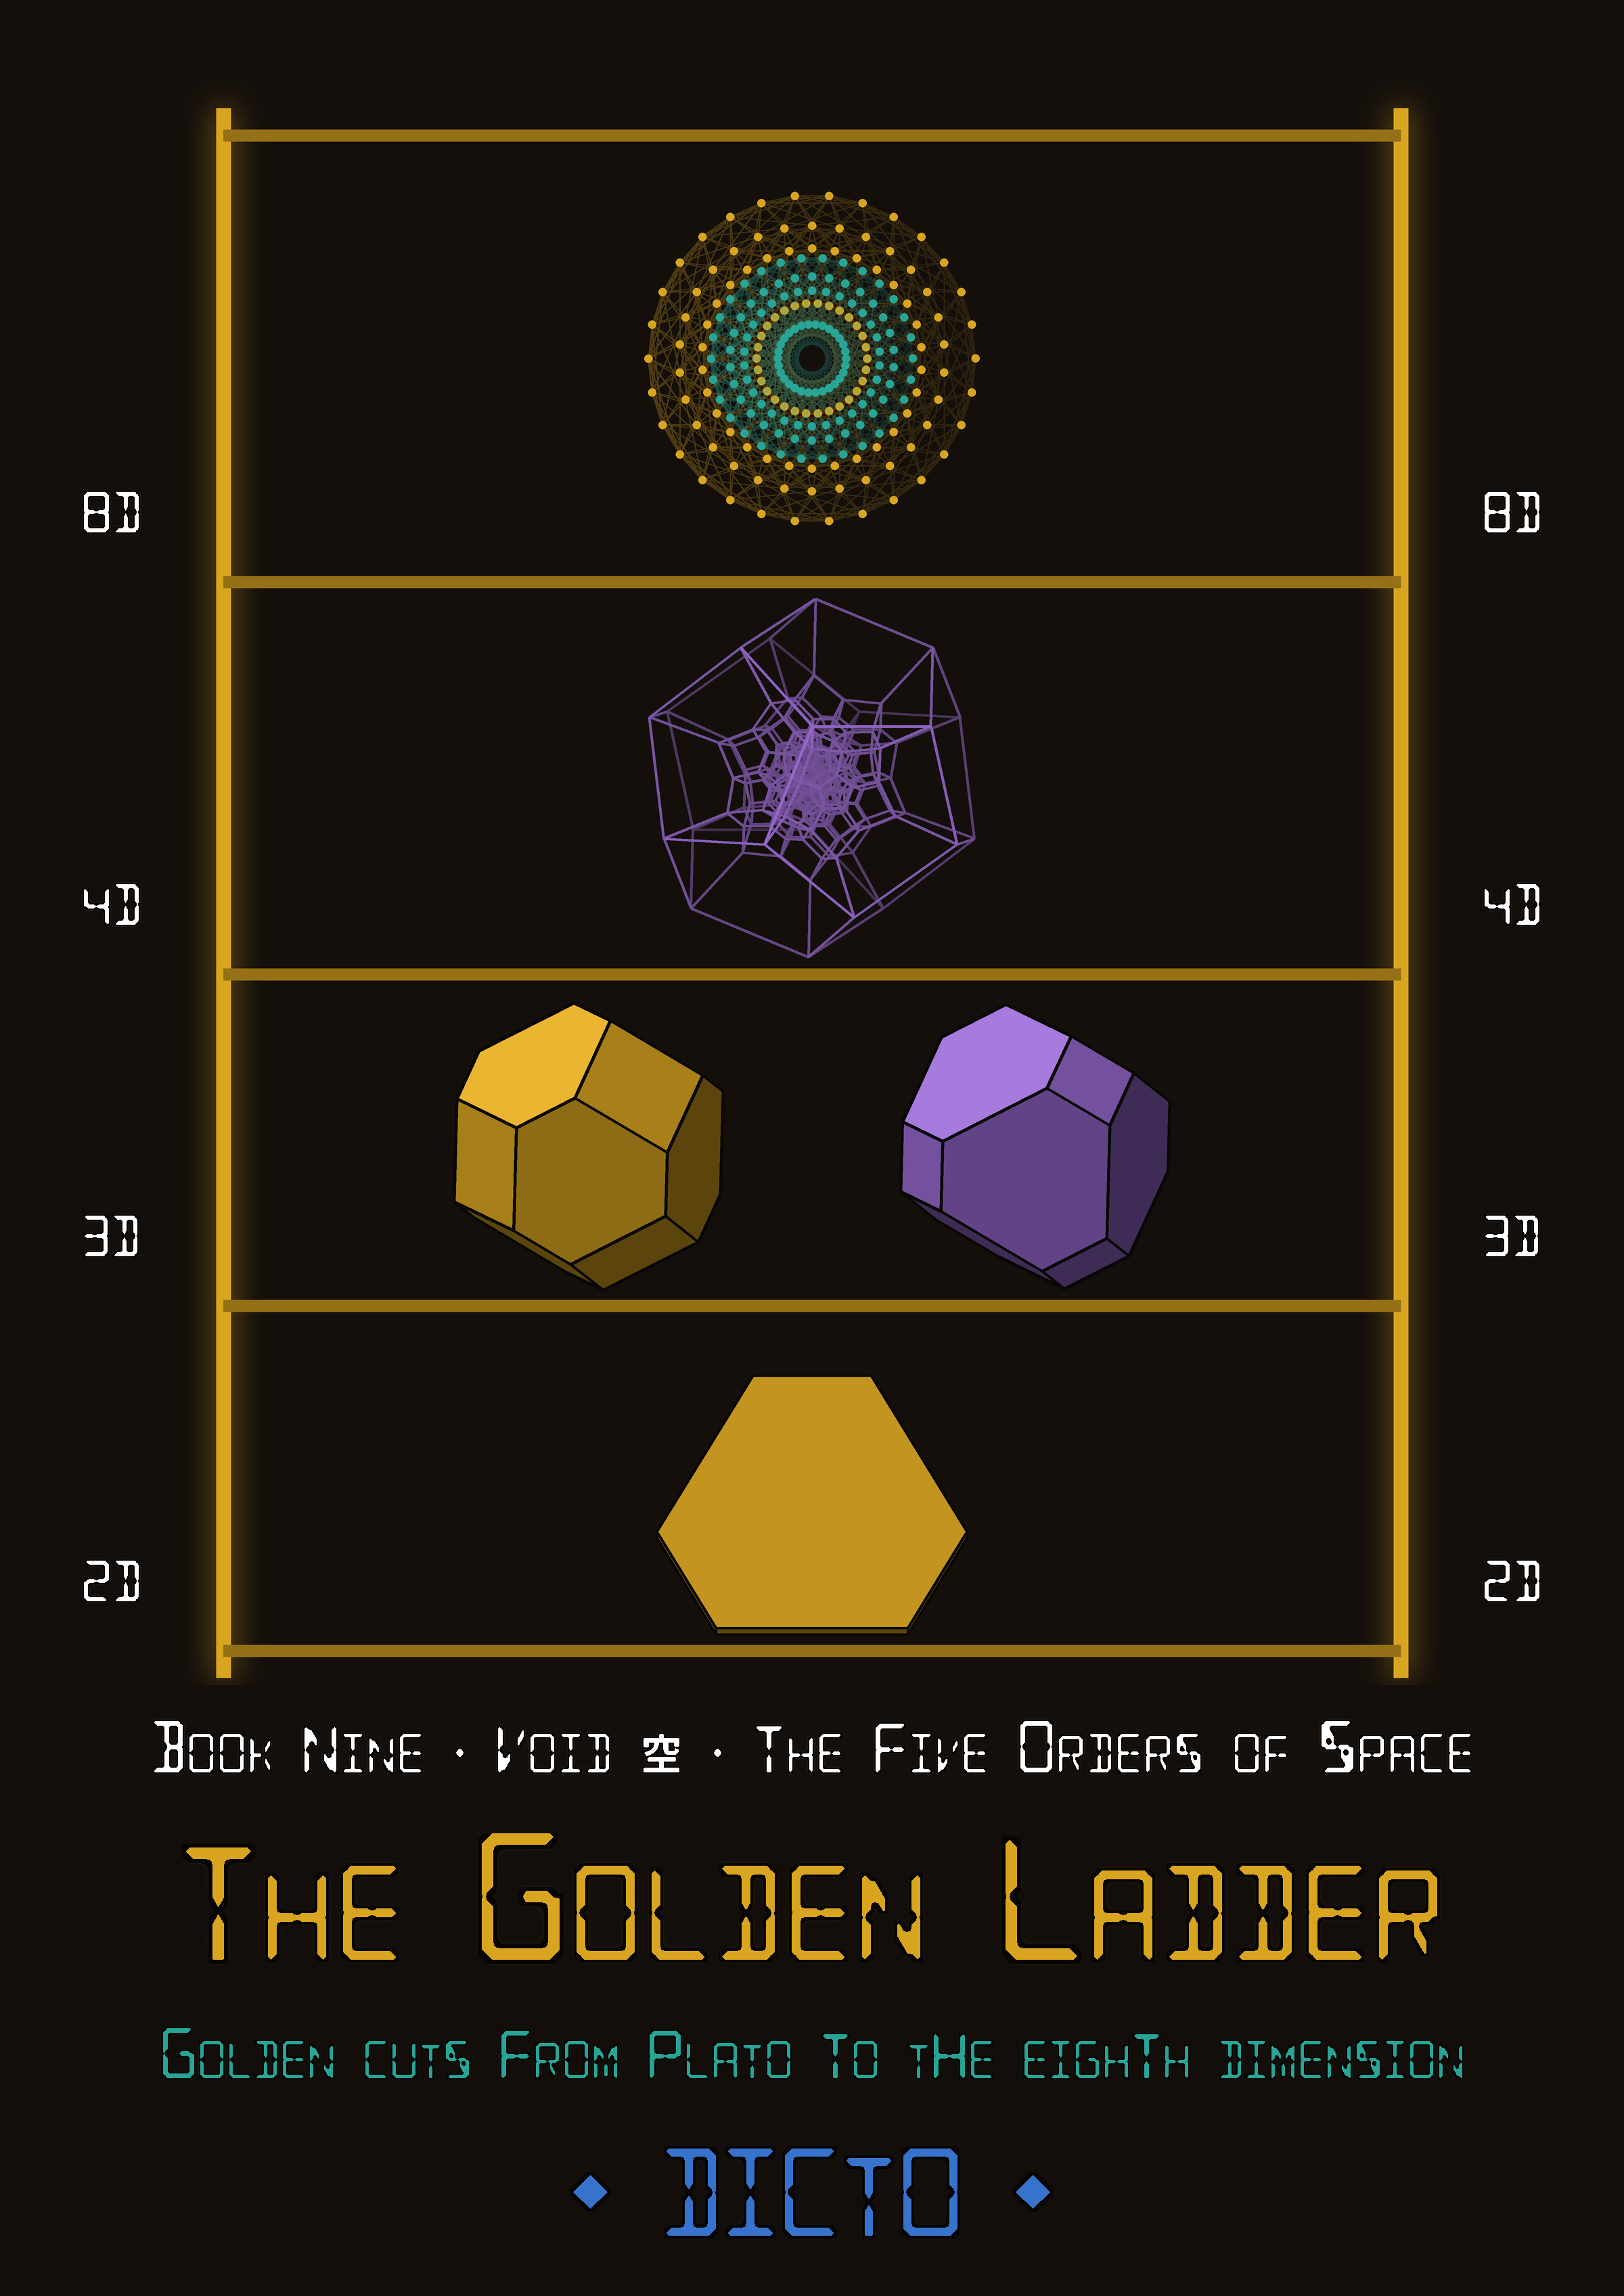 8D 8D
4D 4D
3D 3D
2D 2D
Book Nine · Void 空 · The Five Orders of Space
The Golden Ladder
Golden cuts From Plato To tHe eighTh dimension
◆ DICTO ◆